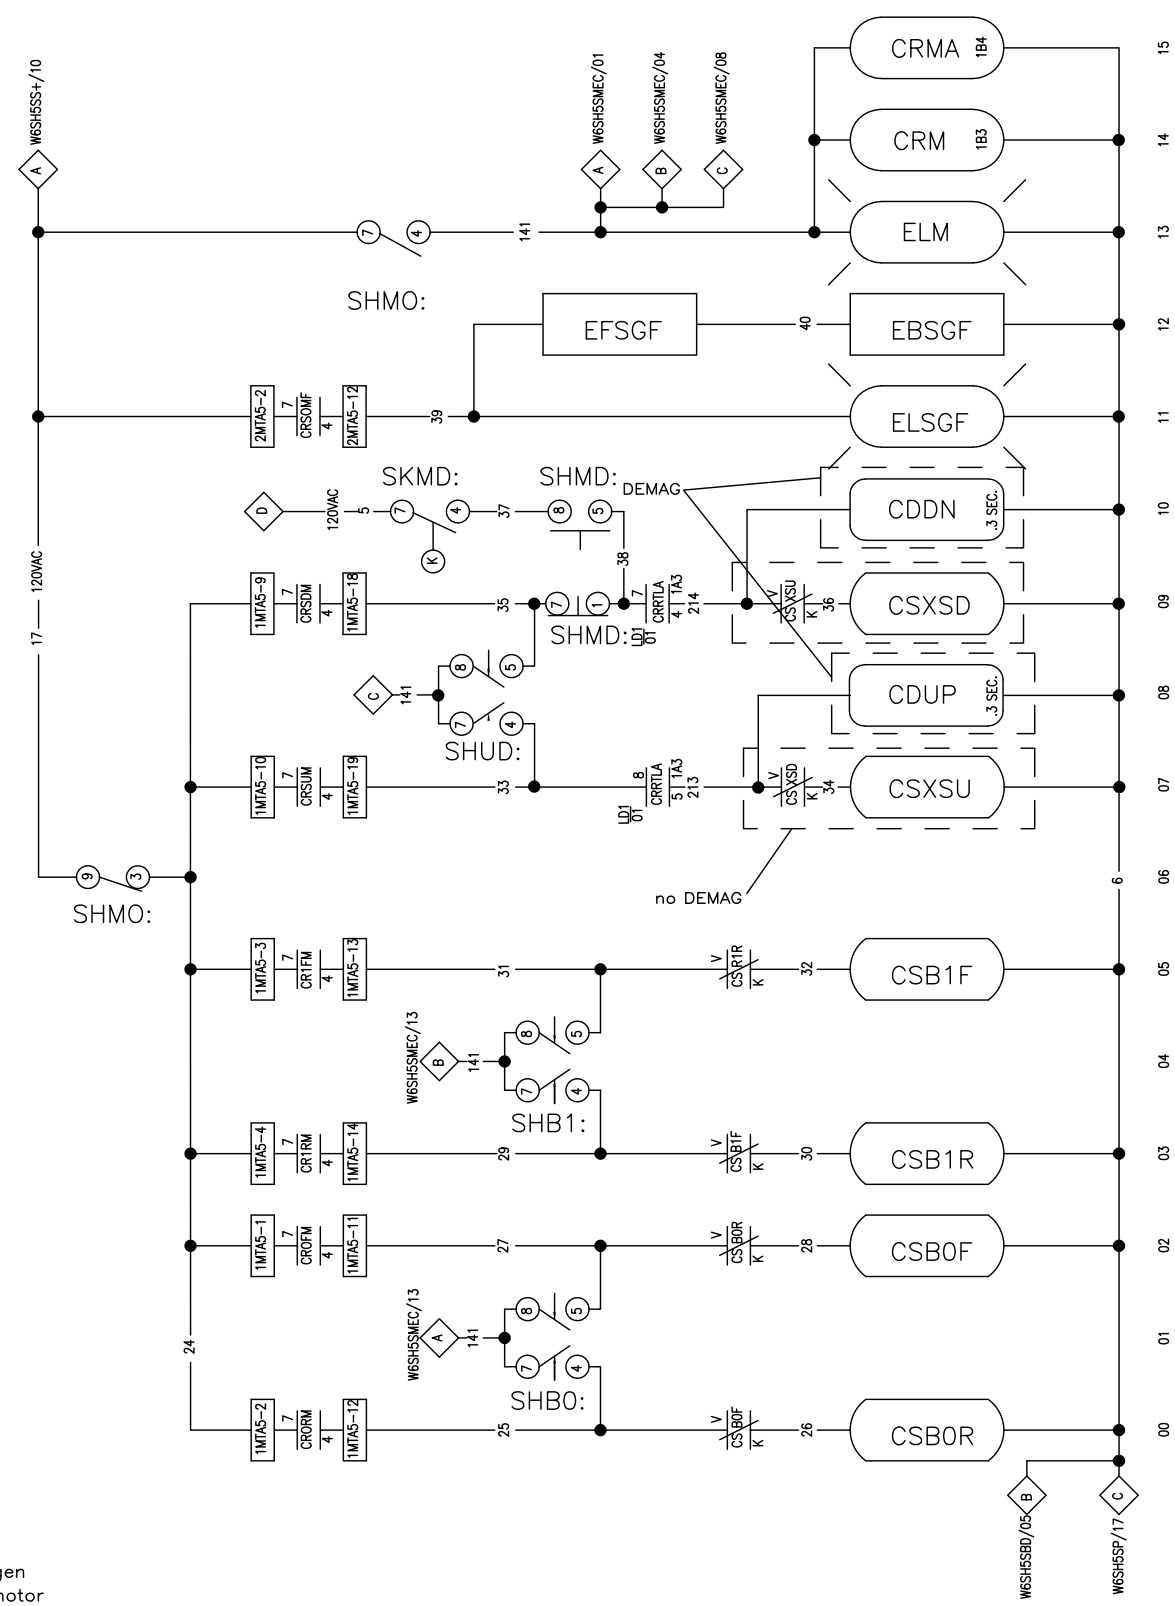 W6SH5SS+/10
A
W6SH5SMEC/01
W6SH5SMEC/04
W6SH5SMEC/08
A
B
C
CRMA
1B4
15
CRM
1B3
14
7
4
141
ELM
13
SHMO:
EFSGF
40
EBSGF
12
2MTA5-2
7
CRSOMF
4
2MTA5-12
39
ELSGF
11
SKMD:
SHMD:
DEMAG
D
120VAC
5
7
4
K
37
8
5
38
CDDN
.3 SEC.
10
17
120VAC
1MTA5-9
7
CRSDM
4
1MTA5-18
35
7
1
SHMD:
LD1
01
7
CRRTLA
4
1A3
214
V
CSXSU
K
36
CSXSD
09
C
141
8
5
7
4
SHUD:
CDUP
.3 SEC.
08
1MTA5-10
7
CRSUM
4
1MTA5-19
33
LD1
01
8
CRRTLA
5
1A3
213
V
CSXSD
K
34
CSXSU
07
9
3
SHMO:
no DEMAG
6
06
1MTA5-3
7
CR1FM
4
1MTA5-13
31
V
CSR1R
K
32
CSB1F
05
W6SH5SMEC/13
B
141
8
5
7
4
SHB1:
04
1MTA5-4
7
CR1RM
4
1MTA5-14
29
V
CSB1F
K
30
CSB1R
03
1MTA5-1
7
CR0FM
4
1MTA5-11
27
V
CSB0R
K
28
CSB0F
02
24
W6SH5SMEC/13
A
141
8
5
7
4
SHB0:
01
1MTA5-2
7
CR0RM
4
1MTA5-12
25
V
CSB0F
K
26
CSB0R
00
B
W6SH5SBD/05
C
W6SH5SP/17
gen
motor